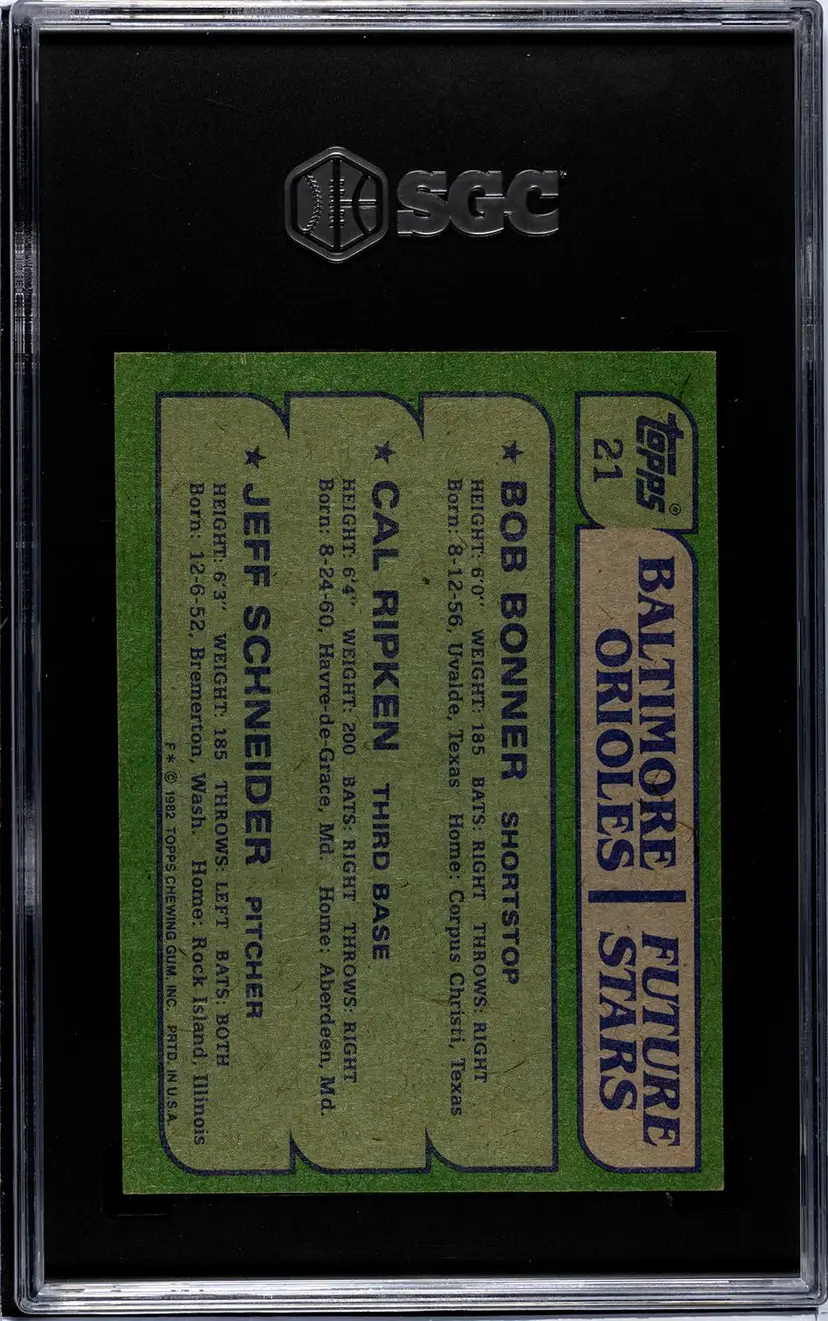 SGC
topps®
21
BALTIMORE ORIOLES | FUTURE STARS
★ BOB BONNER SHORTSTOP
HEIGHT: 6'0" WEIGHT: 185 BATS: RIGHT THROWS: RIGHT
Born: 8-12-56, Uvalde, Texas Home: Corpus Christi, Texas
★ CAL RIPKEN THIRD BASE
HEIGHT: 6'4" WEIGHT: 200 BATS: RIGHT THROWS: RIGHT
Born: 8-24-60, Havre-de-Grace, Md. Home: Aberdeen, Md.
★ JEFF SCHNEIDER PITCHER
HEIGHT: 6'3" WEIGHT: 185 THROWS: LEFT BATS: BOTH
Born: 12-6-52, Bremerton, Wash. Home: Rock Island, Illinois
F* © 1982 TOPPS CHEWING GUM, INC. PRTD. IN U.S.A.